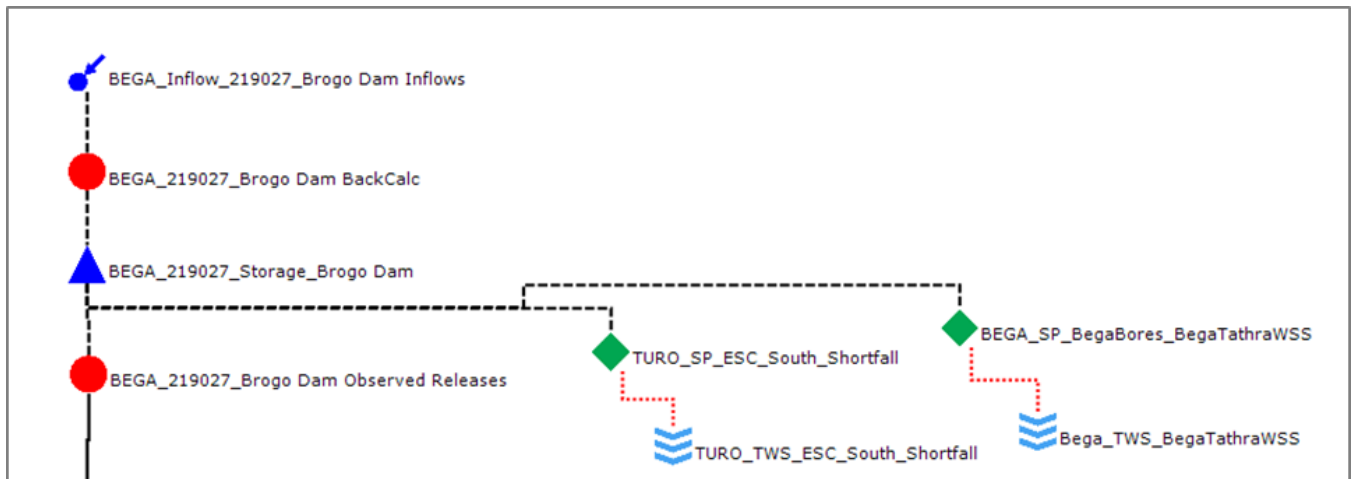 BEGA_Inflow_219027_Brogo Dam Inflows
BEGA_219027_Brogo Dam BackCalc
BEGA_219027_Storage_Brogo Dam
BEGA_SP_BegaBores_BegaTathraWSS
TURO_SP_ESC_South_Shortfall
BEGA_219027_Brogo Dam Observed Releases
Bega_TWS_BegaTathraWSS
TURO_TWS_ESC_South_Shortfall